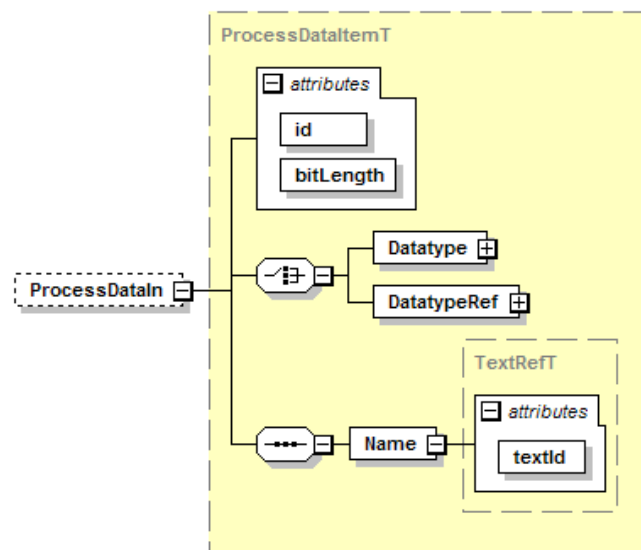 ProcessDataItemT
attributes
id
bitLength
Datatype
ProcessDataIn
DatatypeRef
TextRefT
attributes
Name
textId